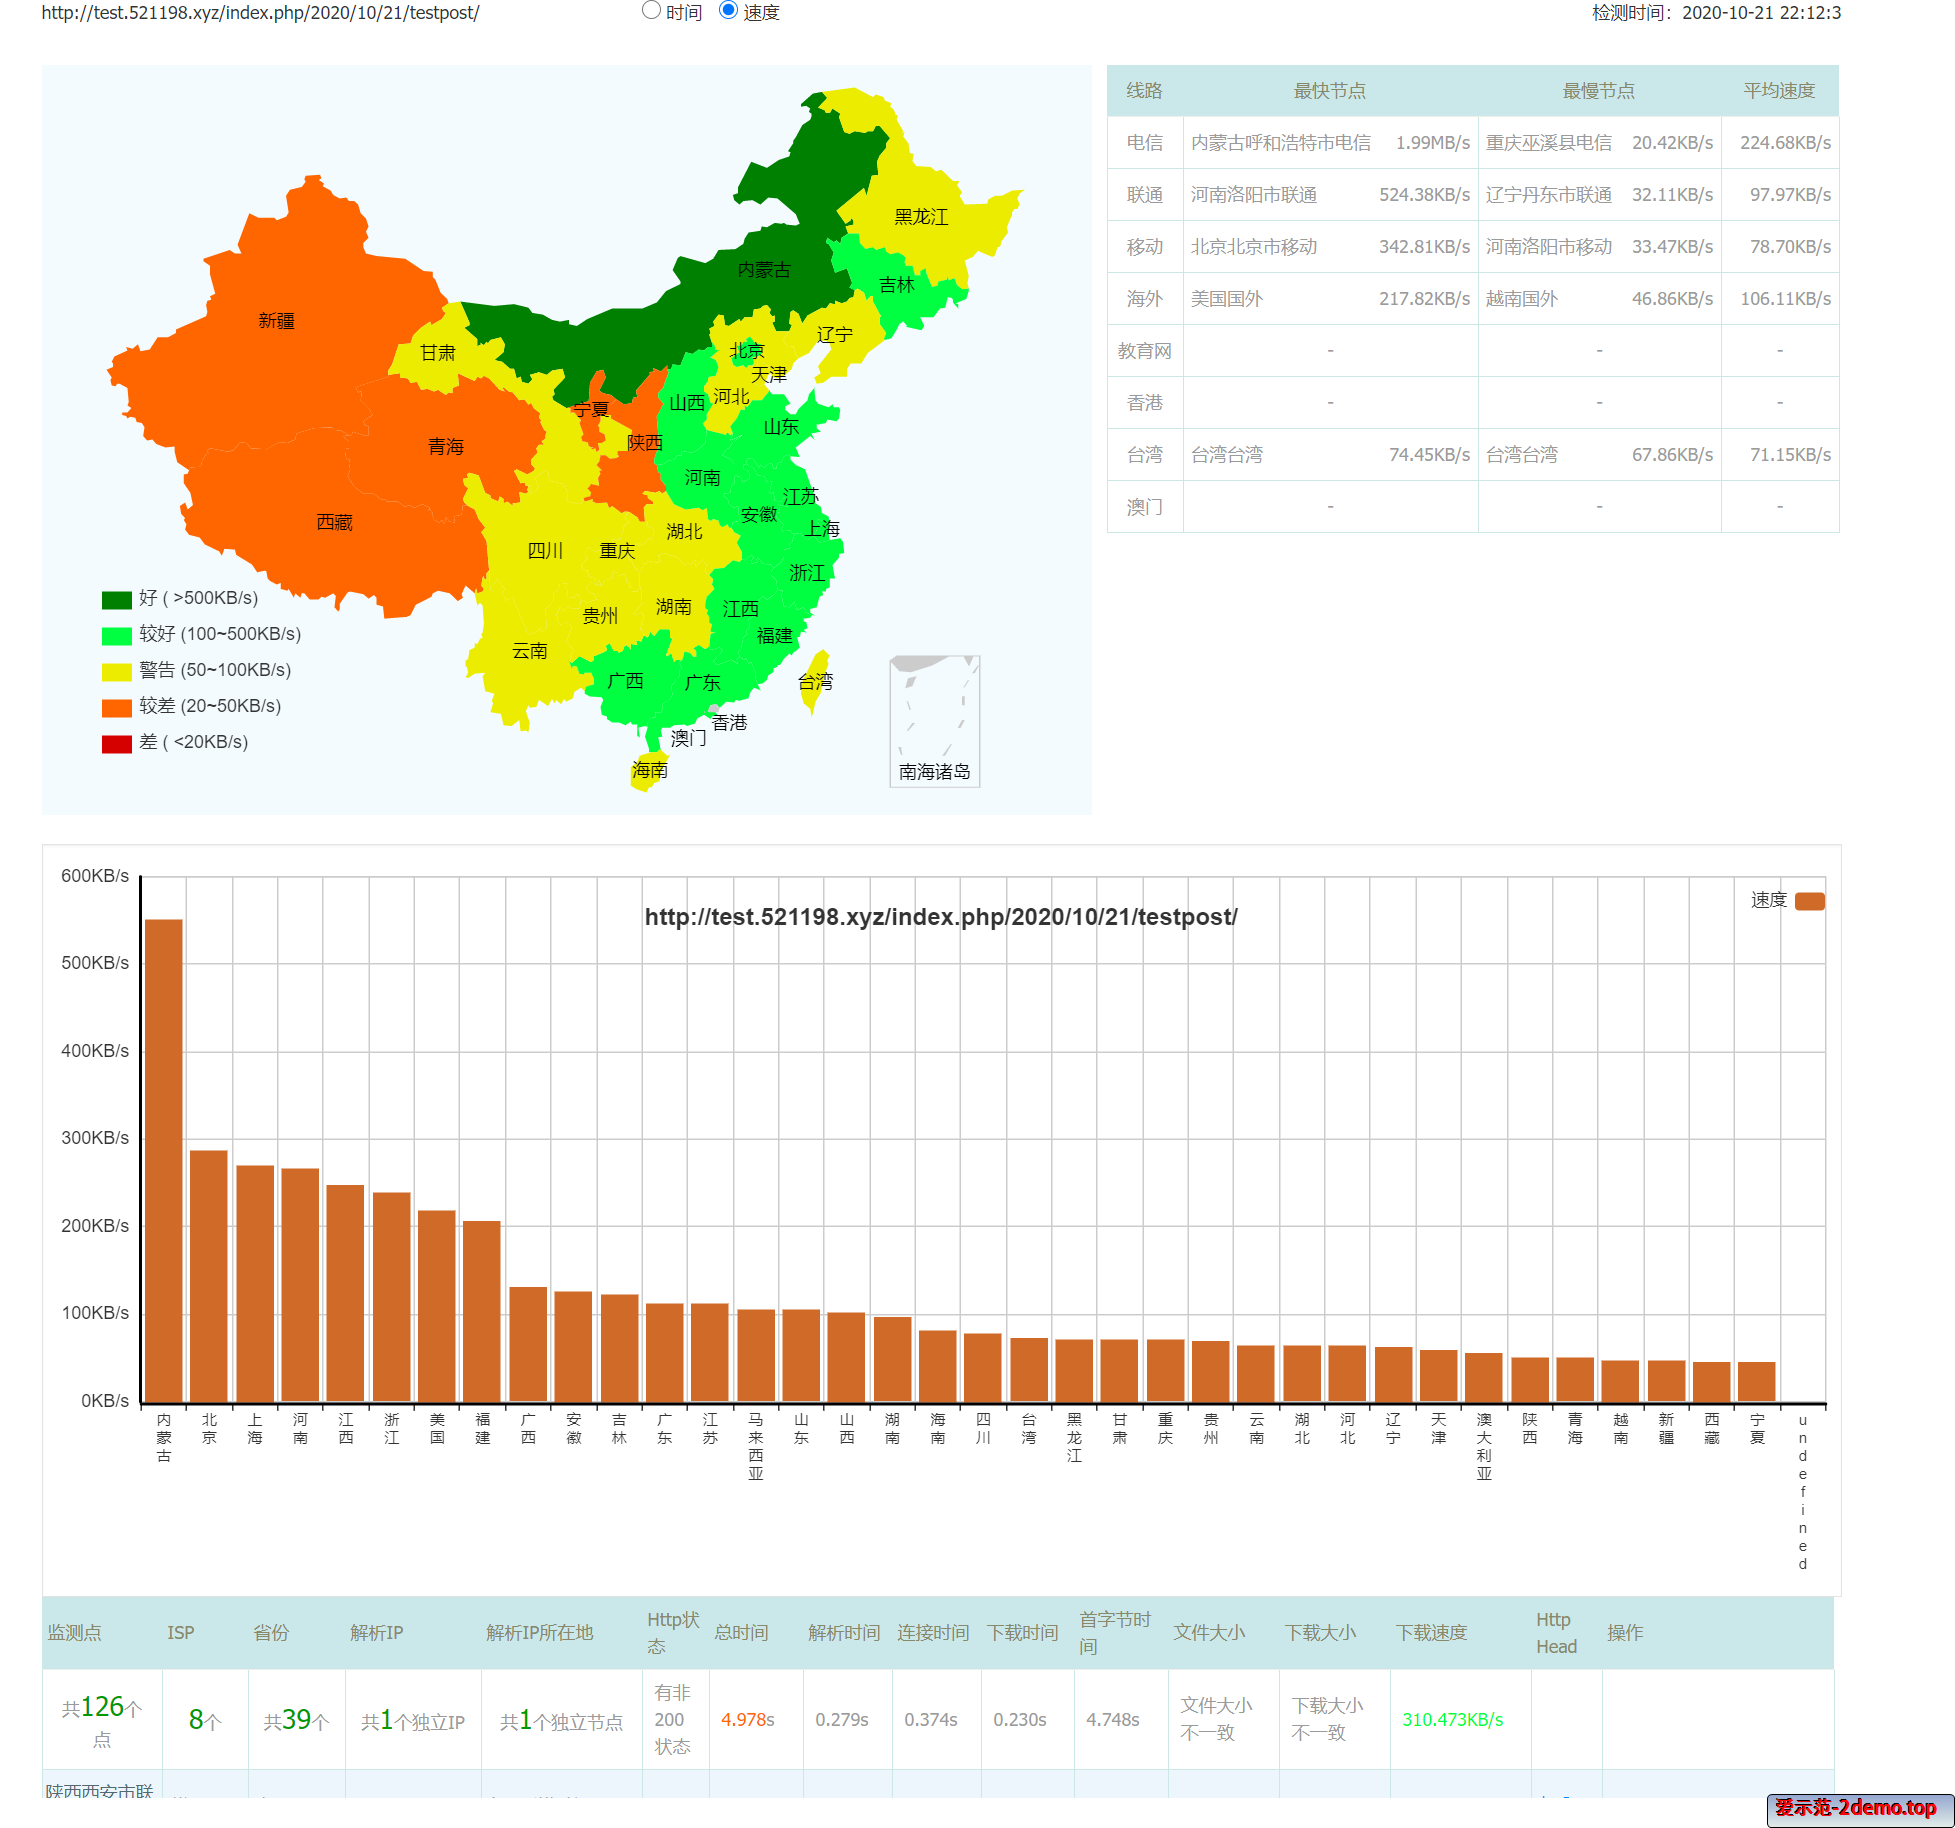 http://test.521198.xyz/index.php/2020/10/21/testpost/ 时间 速度 检测时间：2020-10-21 22:12:3
线路 最快节点 最慢节点 平均速度
电信 内蒙古呼和浩特市电信 1.99MB/s 重庆巫溪县电信 20.42KB/s 224.68KB/s
联通 河南洛阳市联通 524.38KB/s 辽宁丹东市联通 32.11KB/s 97.97KB/s
移动 北京北京市移动 342.81KB/s 河南洛阳市移动 33.47KB/s 78.70KB/s
海外 美国国外 217.82KB/s 越南国外 46.86KB/s 106.11KB/s
教育网 - - -
香港 - - -
台湾 台湾台湾 74.45KB/s 台湾台湾 67.86KB/s 71.15KB/s
澳门 - - -
黑龙江
内蒙古
吉林
新疆
辽宁
甘肃
北京
天津
河北
山西
宁夏
山东
陕西
青海
河南
江苏
安徽
西藏
上海
湖北
四川
重庆
浙江
湖南
江西
贵州
福建
云南
广西
广东
台湾
香港
澳门
海南
南海诸岛
好 ( >500KB/s)
较好 (100~500KB/s)
警告 (50~100KB/s)
较差 (20~50KB/s)
差 ( <20KB/s)
http://test.521198.xyz/index.php/2020/10/21/testpost/
速度
600KB/s
500KB/s
400KB/s
300KB/s
200KB/s
100KB/s
0KB/s
内蒙古 北京 上海 河南 江西 浙江 美国 福建 广西 安徽 吉林 广东 江苏 马来西亚 山东 山西 湖南 海南 四川 台湾 黑龙江 甘肃 重庆 贵州 云南 湖北 河北 辽宁 天津 澳大利亚 陕西 青海 越南 新疆 西藏 宁夏 undefined
监测点 ISP 省份 解析IP 解析IP所在地 Http状态 总时间 解析时间 连接时间 下载时间 首字节时间 文件大小 下载大小 下载速度 Http Head 操作
共126个点 8个 共39个 共1个独立IP 共1个独立节点 有非200状态 4.978s 0.279s 0.374s 0.230s 4.748s 文件大小不一致 下载大小不一致 310.473KB/s
陕西西安市联
爱示范-2demo.top